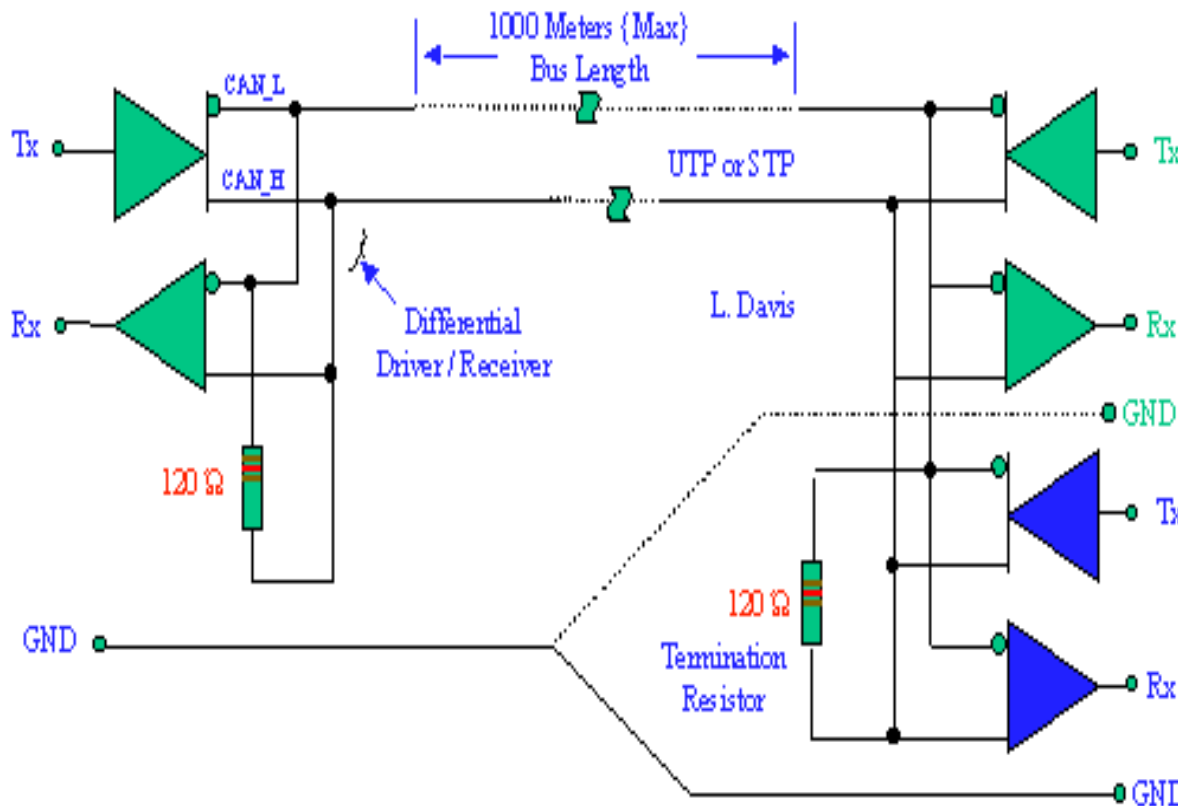 1000 Meters {Max}
Bus Length
CAN_L
Tx
Tx
UTP or STP
CAN_H
L. Davis
Rx
Differential
Driver / Receiver
Rx
GND
120 Ω
Tx
120 Ω
GND
Termination
Resistor
Rx
GND